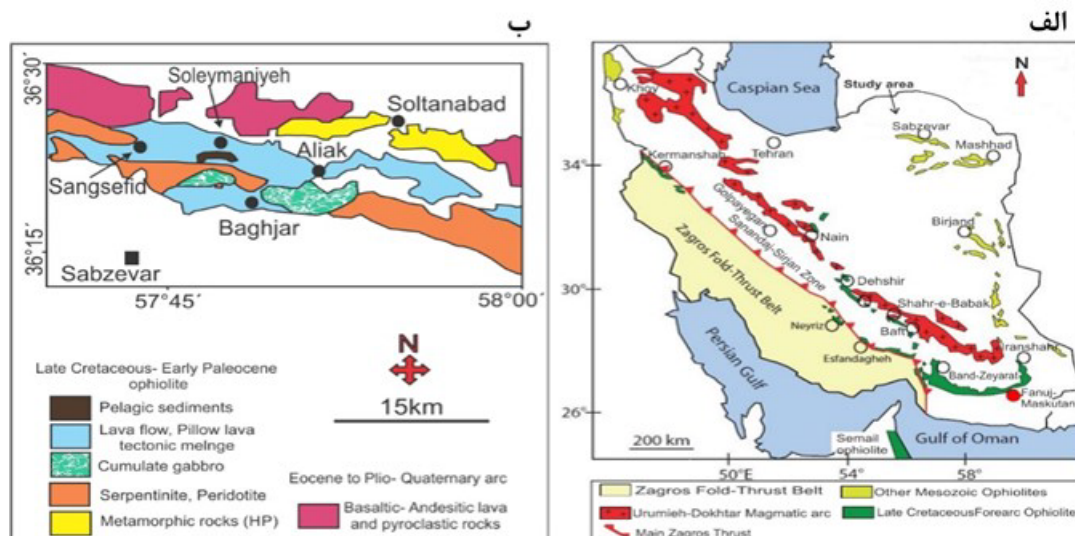 الف
ب
36°30
36°15
57°45´
58°00´
Soleymaniyeh
Soltanabad
Aliak
Sangsefid
Baghjar
Sabzevar
N
15km
Late Cretaceous- Early Paleocene
ophiolite
Pelagic sediments
Lava flow, Pillow lava
tectonic melnge
Cumulate gabbro
Serpentinite, Peridotite
Metamorphic rocks (HP)
Eocene to Plio- Quaternary arc
Basaltic- Andesitic lava
and pyroclastic rocks
N
Caspian Sea
Study area
Khoy
Sabzevar
Mashhad
Tehran
34°
Kermanshah
Golpayegan
Sanandaj-Sirjan Zone
Nain
Birjand
Zagros Fold-Thrust Belt
30°
Dehshir
Shahr-e-Babak
Neyriz
Baft
Esfandagheh
Iranshahr
Band-Zeyarat
Fanuj-
Maskutan
Persian Gulf
26°
200 km
Semail
ophiolite
Gulf of Oman
50°E
54°
58°
Zagros Fold-Thrust Belt
Other Mesozoic Ophiolites
Urumieh-Dokhtar Magmatic arc
Late CretaceousForearc Ophiolite
Main Zagros Thrust